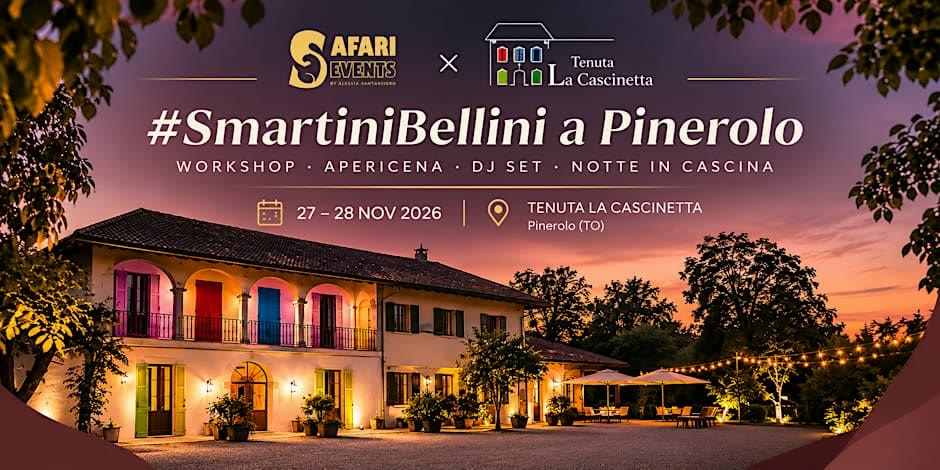 SAFARI
EVENTS
BY ALESSIA SANTARSIERO
×
Tenuta
La Cascinetta
#SmartiniBellini a Pinerolo
WORKSHOP · APERICENA · DJ SET · NOTTE IN CASCINA
27 – 28 NOV 2026
TENUTA LA CASCINETTA
Pinerolo (TO)